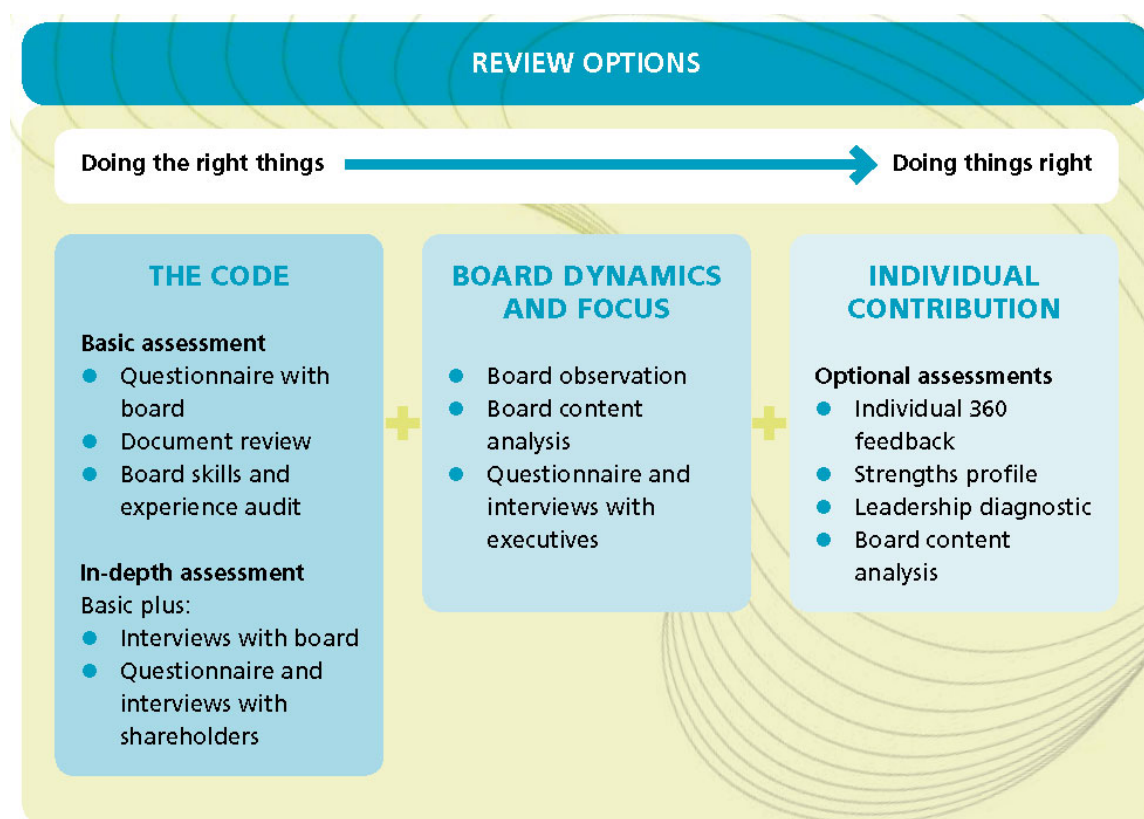 REVIEW OPTIONS
Doing the right things
Doing things right
THE CODE
Basic assessment
● Questionnaire with
board
● Document review
● Board skills and
experience audit
In-depth assessment
Basic plus:
● Interviews with board
● Questionnaire and
interviews with
shareholders
+
BOARD DYNAMICS
AND FOCUS
● Board observation
● Board content
analysis
● Questionnaire and
interviews with
executives
+
INDIVIDUAL
CONTRIBUTION
Optional assessments
● Individual 360
feedback
● Strengths profile
● Leadership diagnostic
● Board content
analysis